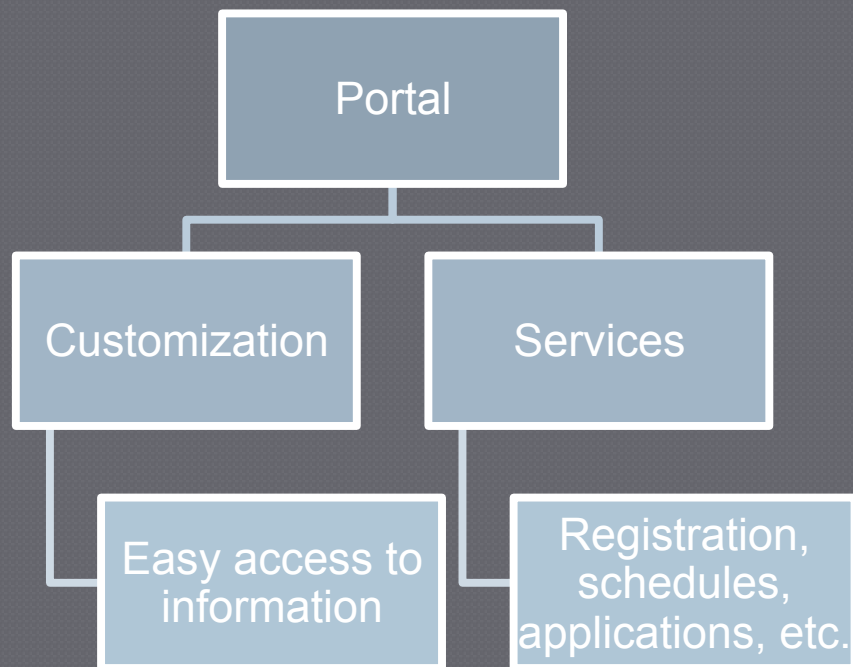 Portal
Customization
Services
Easy access to
information
Registration,
schedules,
applications, etc.